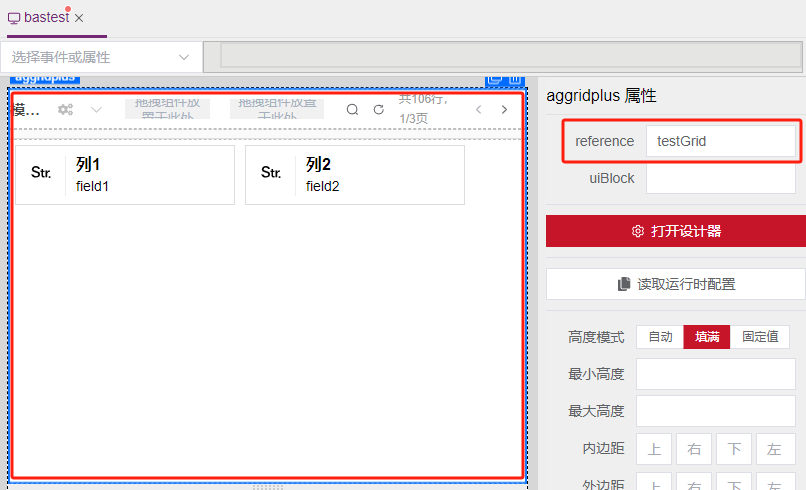 bastest
选择事件或属性
aggridplus
模...
拖拽组件放
置于此处
拖拽组件放置
于此处
共106行,
1/3页
Str.
列1
field1
Str.
列2
field2
aggridplus 属性
reference
testGrid
uiBlock
打开设计器
读取运行时配置
高度模式
自动
填满
固定值
最小高度
最大高度
内边距
上
右
下
左
外边距
上
右
下
左